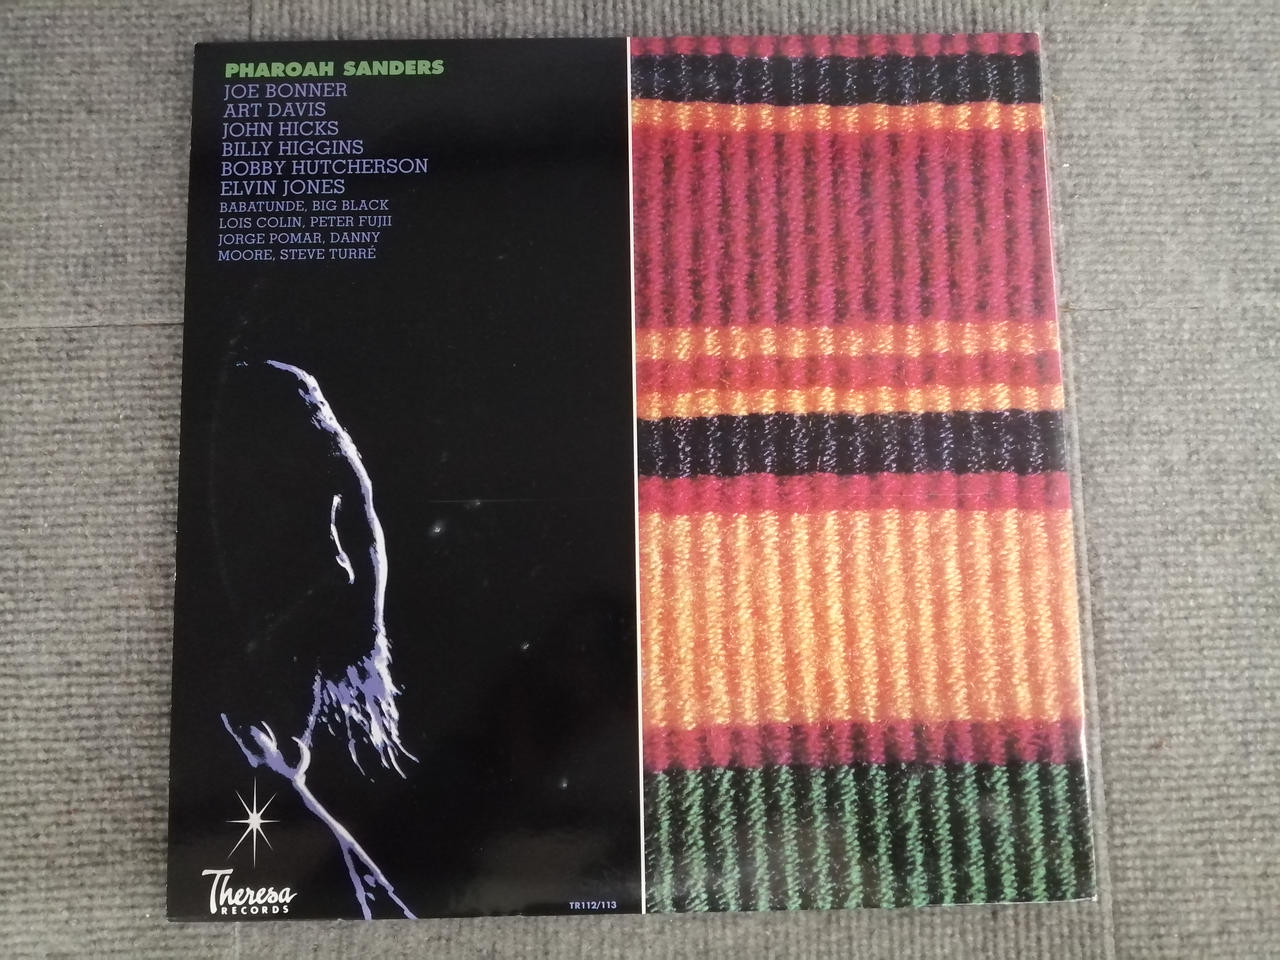 PHAROAH SANDERS
JOE BONNER
ART DAVIS
JOHN HICKS
BILLY HIGGINS
BOBBY HUTCHERSON
ELVIN JONES
BABATUNDE, BIG BLACK
LOIS COLIN, PETER FUJII
JORGE POMAR, DANNY
MOORE, STEVE TURRÉ
Theresa
RECORDS
TR112/113